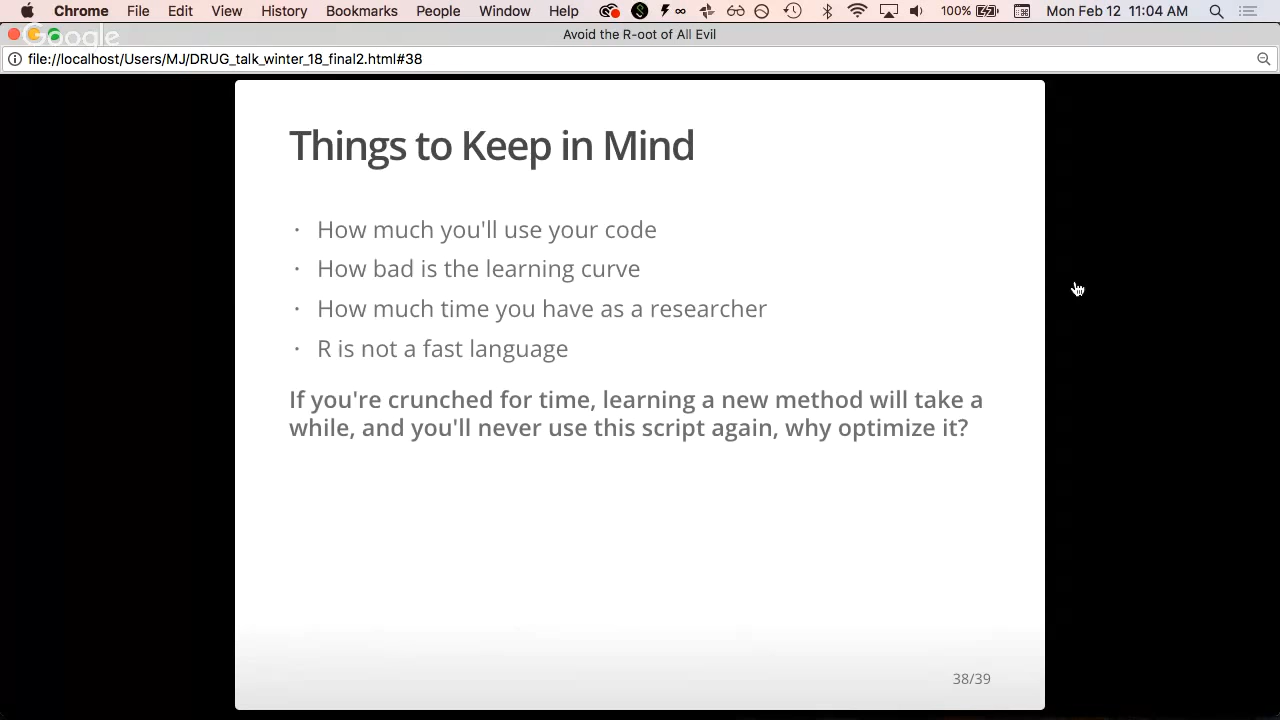 Chrome File Edit View History Bookmarks People Window Help 100% Mon Feb 12 11:04 AM
Google
Avoid the R-oot of All Evil
file://localhost/Users/MJ/DRUG_talk_winter_18_final2.html#38
Things to Keep in Mind
· How much you'll use your code
· How bad is the learning curve
· How much time you have as a researcher
· R is not a fast language
If you're crunched for time, learning a new method will take a
while, and you'll never use this script again, why optimize it?
38/39